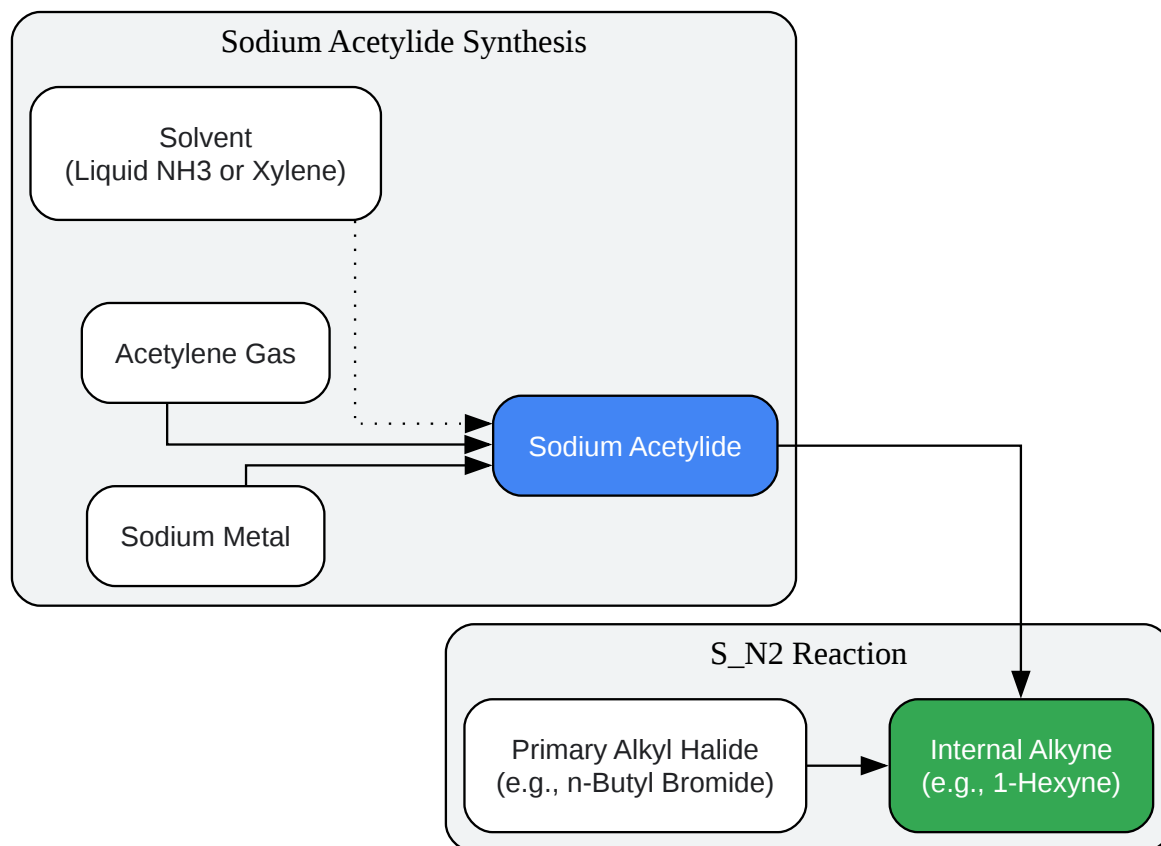 Sodium Acetylide Synthesis
Solvent
(Liquid NH3 or Xylene)
Acetylene Gas
Sodium Acetylide
Sodium Metal
S_N2 Reaction
Primary Alkyl Halide
(e.g., n-Butyl Bromide)
Internal Alkyne
(e.g., 1-Hexyne)